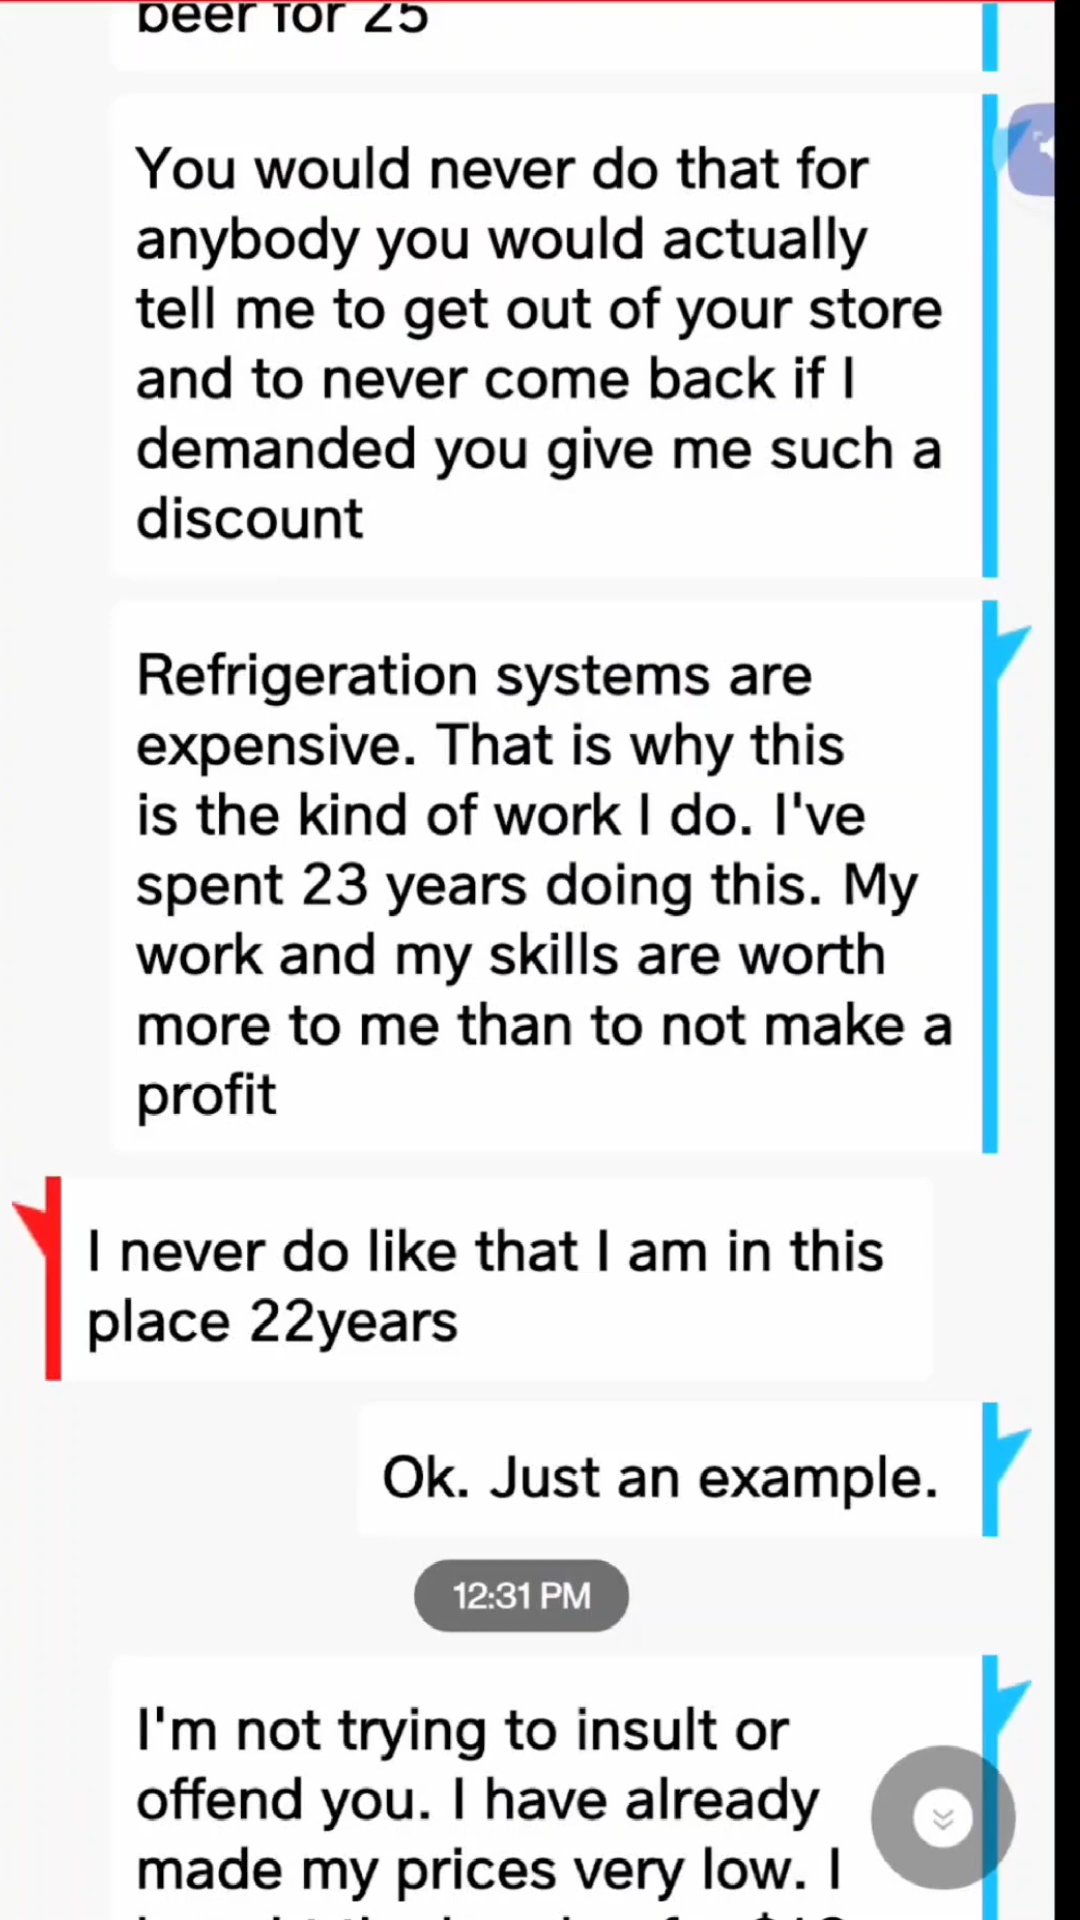 beer for 25
You would never do that for
anybody you would actually
tell me to get out of your store
and to never come back if I
demanded you give me such a
discount
Refrigeration systems are
expensive. That is why this
is the kind of work I do. I've
spent 23 years doing this. My
work and my skills are worth
more to me than to not make a
profit
I never do like that I am in this
place 22years
Ok. Just an example.
12:31 PM
I'm not trying to insult or
offend you. I have already
made my prices very low. I